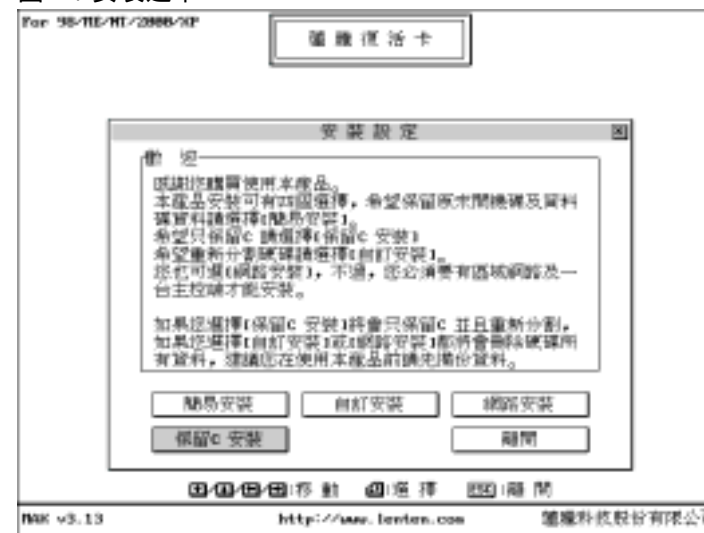 For 98/ME/NT/2000/XP
復活卡
安裝設定
歡 迎
感謝您購買使用本產品。
本產品安裝可有四個選擇，希望保留原末開機碟及資料
碟資料請選擇[簡易安裝]。
希望只保留C 請選擇[保留C 安裝]
希望重新分割硬碟請選擇[自訂安裝]。
您也可選[網路安裝]，不過，您必須要有區域網路及一
台主控端才能安裝。
如果您選擇[保留C 安裝]將會只保留C 並且重新分割，
如果您選擇[自訂安裝]或[網路安裝]都將會刪除硬碟所
有資料，建議您在使用本產品前請先備份資料。
簡易安裝 自訂安裝 網路安裝
保留C 安裝 離開
移 動 選 擇 ESC:離 開
MAK v3.13 http://www.lenten.com 科技股份有限公司